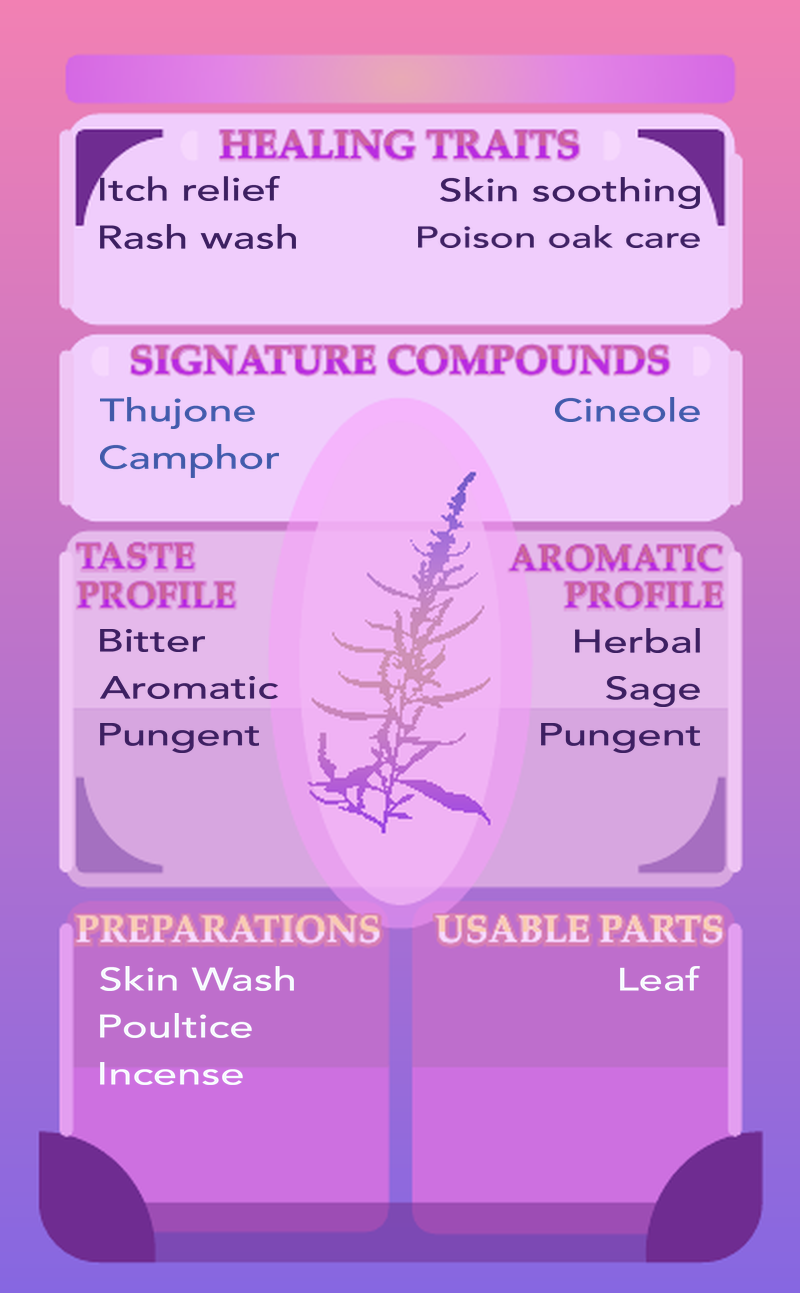 HEALING TRAITS
Itch relief
Skin soothing
Rash wash
Poison oak care
SIGNATURE COMPOUNDS
Thujone
Cineole
Camphor
TASTE
PROFILE
Bitter
Aromatic
Pungent
AROMATIC
PROFILE
Herbal
Sage
Pungent
PREPARATIONS
Skin Wash
Poultice
Incense
USABLE PARTS
Leaf